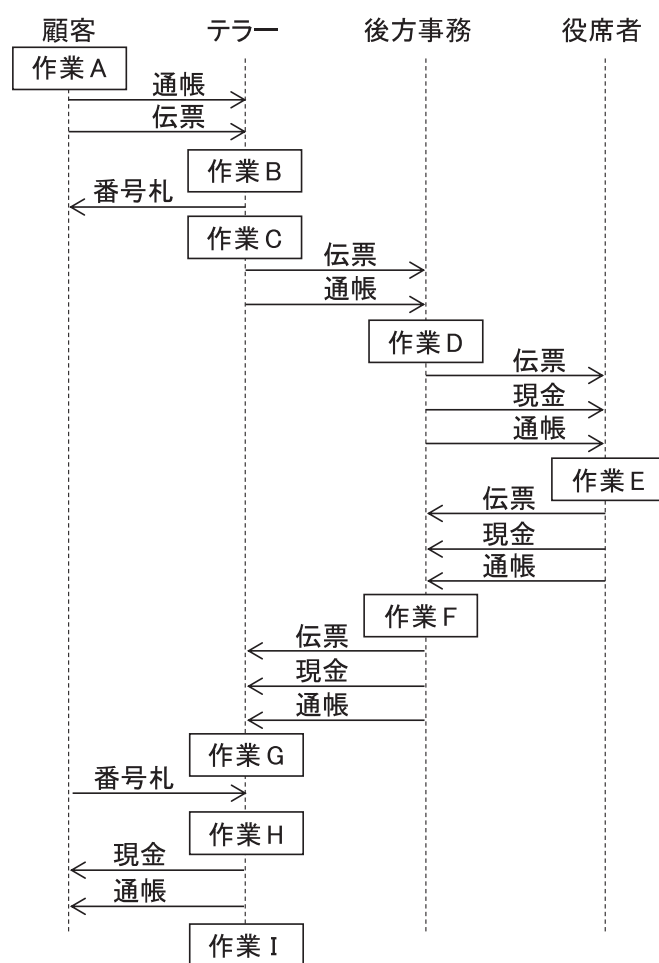 顧客 テラー 後方事務 役席者
作業A
通帳
伝票
作業B
番号札
作業C
伝票
通帳
作業D
伝票
現金
通帳
作業E
伝票
現金
通帳
作業F
伝票
現金
通帳
作業G
番号札
作業H
現金
通帳
作業I